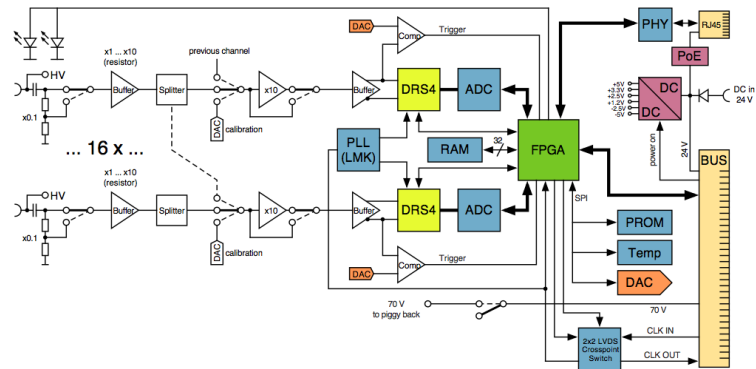 HV
x0.1
x1 ... x10
(resistor)
Buffer
Splitter
previous channel
DAC
calibration
x10
Buffer
DAC
Comp
Trigger
DRS4
ADC
PHY
RJ45
PoE
+5V
+3.3V
+2.5V
+1.2V
-2.5V
-5V
DC
DC
DC in
24 V
power on
24V
BUS
... 16 x ...
PLL
(LMK)
RAM
32
FPGA
HV
x0.1
x1 ... x10
(resistor)
Buffer
Splitter
DAC
calibration
x10
Buffer
DRS4
ADC
DAC
Comp
Trigger
SPI
PROM
Temp
DAC
70 V
to piggy back
70 V
2x2 LVDS
Crosspoint
Switch
CLK IN
CLK OUT